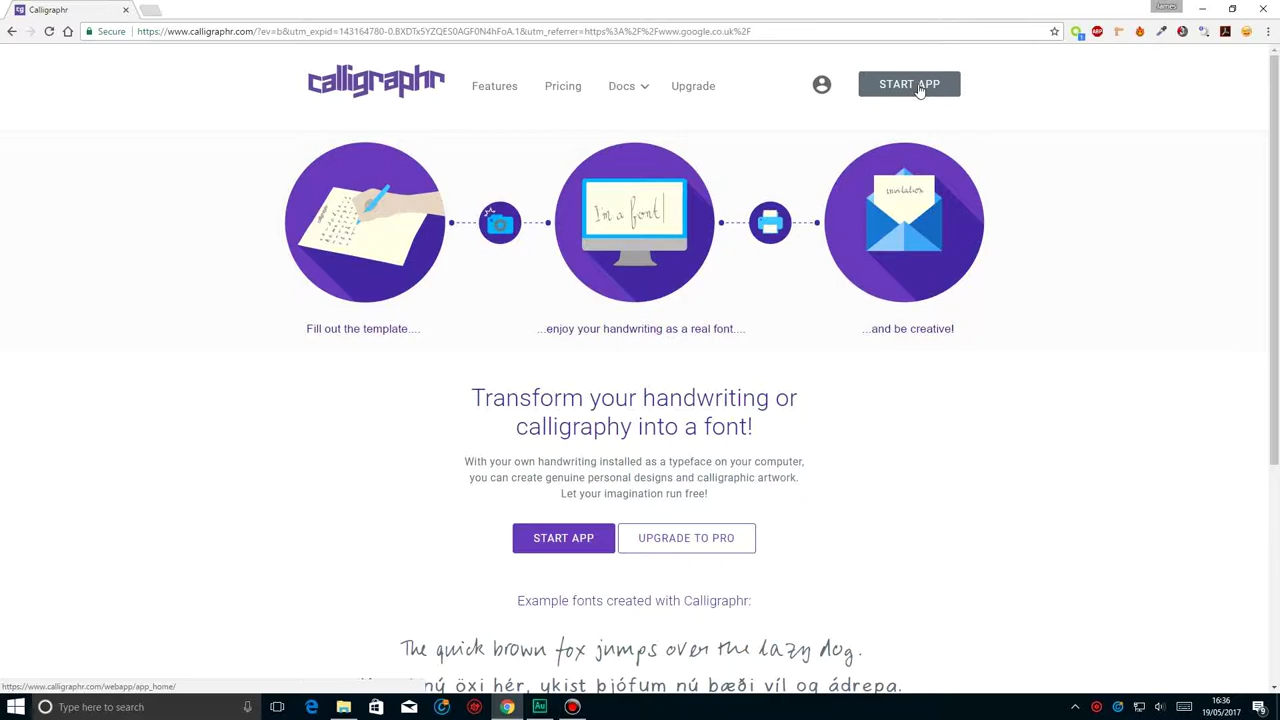 Calligraphr
James
Secure
https://www.calligraphr.com/?ev=b&utm_expid=143164780-0.BXDTx5YZQES0AGF0N4hFoA.1&utm_referrer=https%3A%2F%2Fwww.google.co.uk%2F
calligraphr
Features Pricing Docs Upgrade
START APP
I'm a font
invitation
Fill out the template.... ...enjoy your handwriting as a real font.... ...and be creative!
Transform your handwriting or
calligraphy into a font!
With your own handwriting installed as a typeface on your computer,
you can create genuine personal designs and calligraphic artwork.
Let your imagination run free!
START APP UPGRADE TO PRO
Example fonts created with Calligraphr:
The quick brown fox jumps over the lazy dog.
ný öxi hér, ykist þjófum nú bæði víl og ádrepa.
https://www.calligraphr.com/webapp/app_home/
Type here to search
16:36
19/05/2017